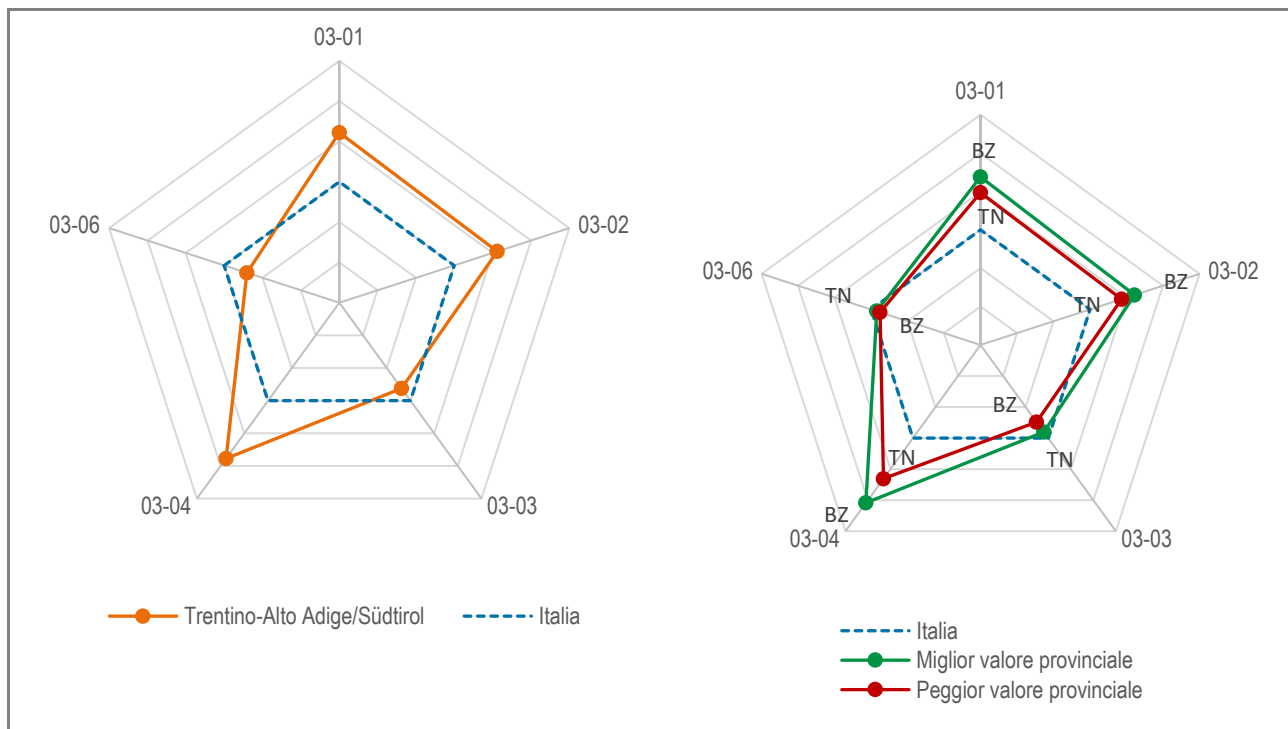 03-01
03-06
03-02
03-04
03-03
Trentino-Alto Adige/Südtirol
Italia
03-01
BZ
TN
03-06
TN
BZ
TN
BZ
03-02
BZ
TN
TN
BZ
03-04
03-03
Italia
Miglior valore provinciale
Peggior valore provinciale